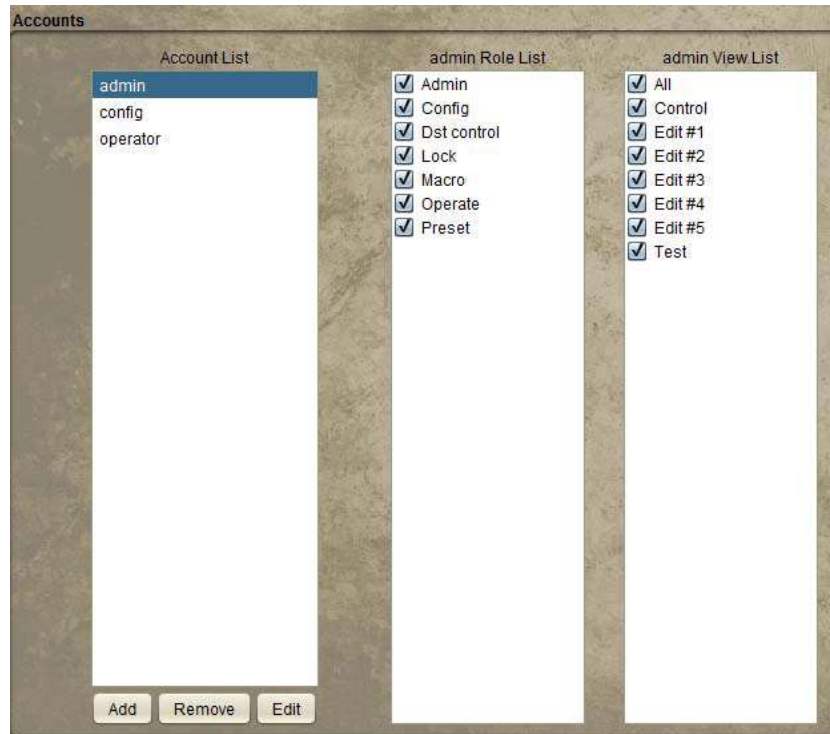 Accounts
Account List
admin
config
operator
Add Remove Edit
admin Role List
Admin
Config
Dst control
Lock
Macro
Operate
Preset
admin View List
All
Control
Edit #1
Edit #2
Edit #3
Edit #4
Edit #5
Test